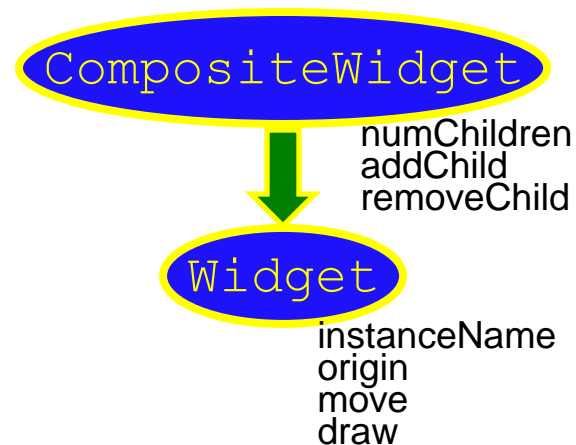 CompositeWidget
numChildren
addChild
removeChild
Widget
instanceName
origin
move
draw